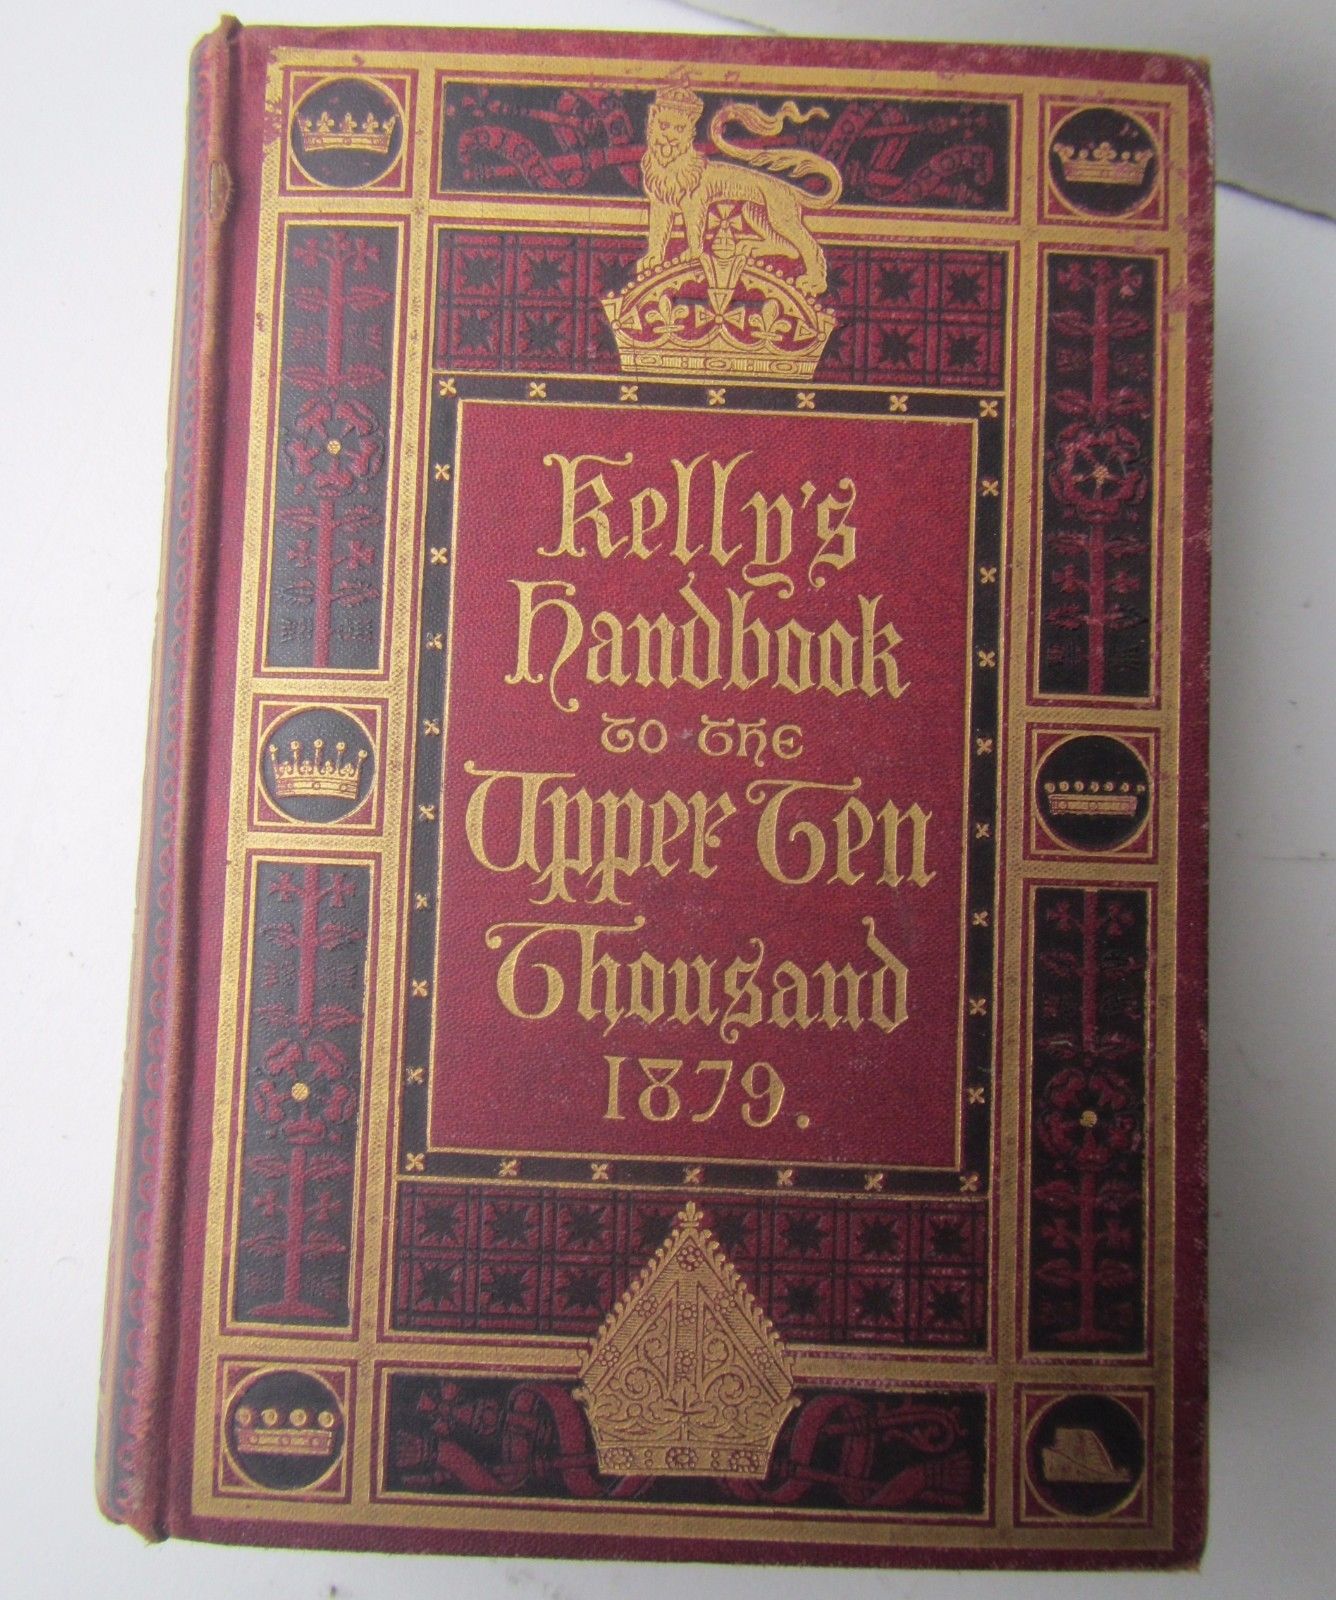 Kelly's
Handbook
to the
Upper Ten
Thousand
1879.